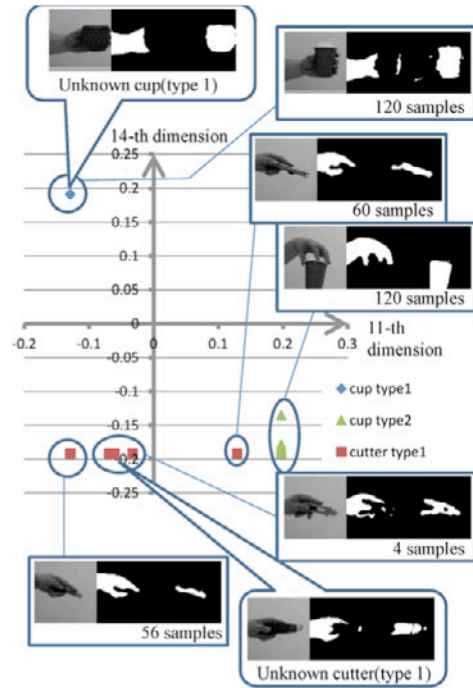 Unknown cup(type 1)
120 samples
14-th dimension
0.25
0.2
0.15
0.1
0.05
0
-0.05
-0.1
-0.15
-0.2
-0.25
60 samples
120 samples
-0.2
-0.1
0
0.1
0.2
0.3
11-th
dimension
cup type1
cup type2
cutter type1
4 samples
56 samples
Unknown cutter(type 1)